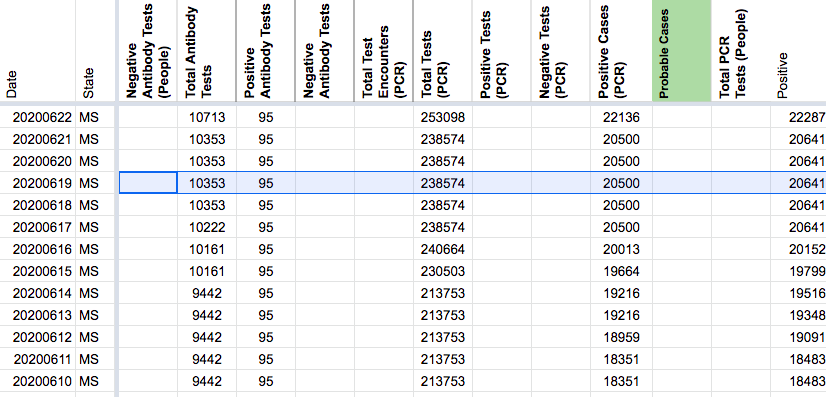 Date
State
Negative
Antibody Tests
(People)
Total Antibody
Tests
Positive
Antibody Tests
Negative
Antibody Tests
Total Test
Encounters
(PCR)
Total Tests
(PCR)
Positive Tests
(PCR)
Negative Tests
(PCR)
Positive Cases
(PCR)
Probable Cases
Total PCR
Tests (People)
Positive
20200622 MS 10713 95 253098 22136 22287
20200621 MS 10353 95 238574 20500 20641
20200620 MS 10353 95 238574 20500 20641
20200619 MS 10353 95 238574 20500 20641
20200618 MS 10353 95 238574 20500 20641
20200617 MS 10222 95 238574 20500 20641
20200616 MS 10161 95 240664 20013 20152
20200615 MS 10161 95 230503 19664 19799
20200614 MS 9442 95 213753 19216 19516
20200613 MS 9442 95 213753 19216 19348
20200612 MS 9442 95 213753 18959 19091
20200611 MS 9442 95 213753 18351 18483
20200610 MS 9442 95 213753 18351 18483